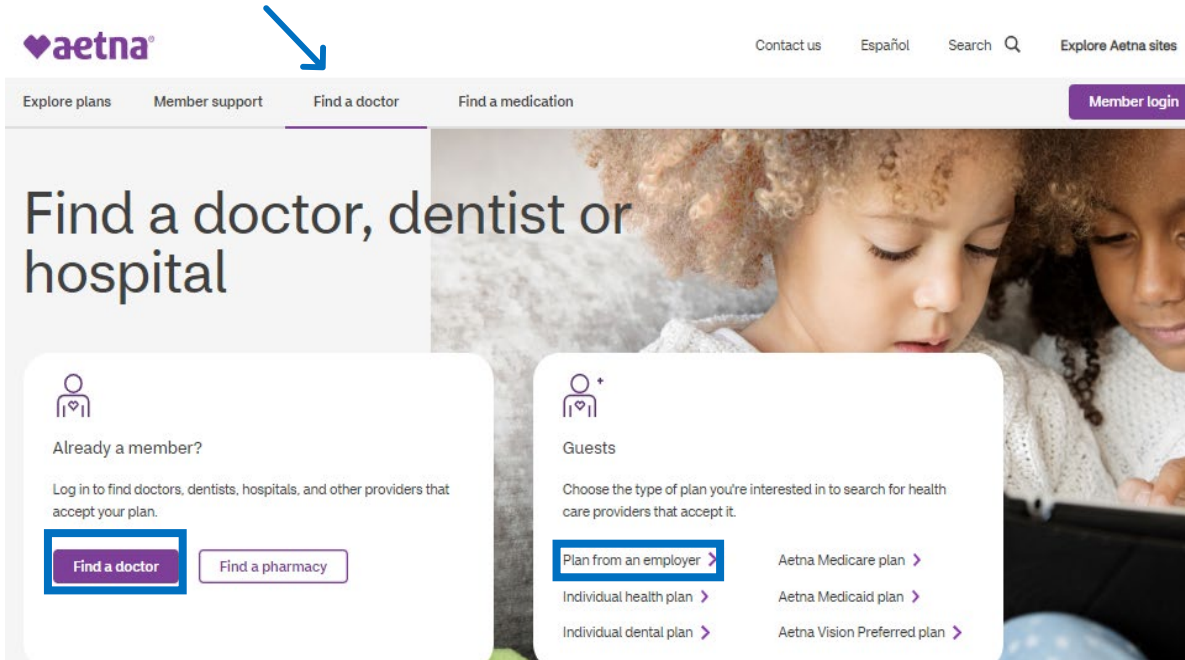 aetna®
Contact us Español Search Explore Aetna sites
Explore plans Member support Find a doctor Find a medication Member login
Find a doctor, dentist or
hospital
Already a member?
Log in to find doctors, dentists, hospitals, and other providers that
accept your plan.
Find a doctor Find a pharmacy
Guests
Choose the type of plan you're interested in to search for health
care providers that accept it.
Plan from an employer Aetna Medicare plan
Individual health plan Aetna Medicaid plan
Individual dental plan Aetna Vision Preferred plan